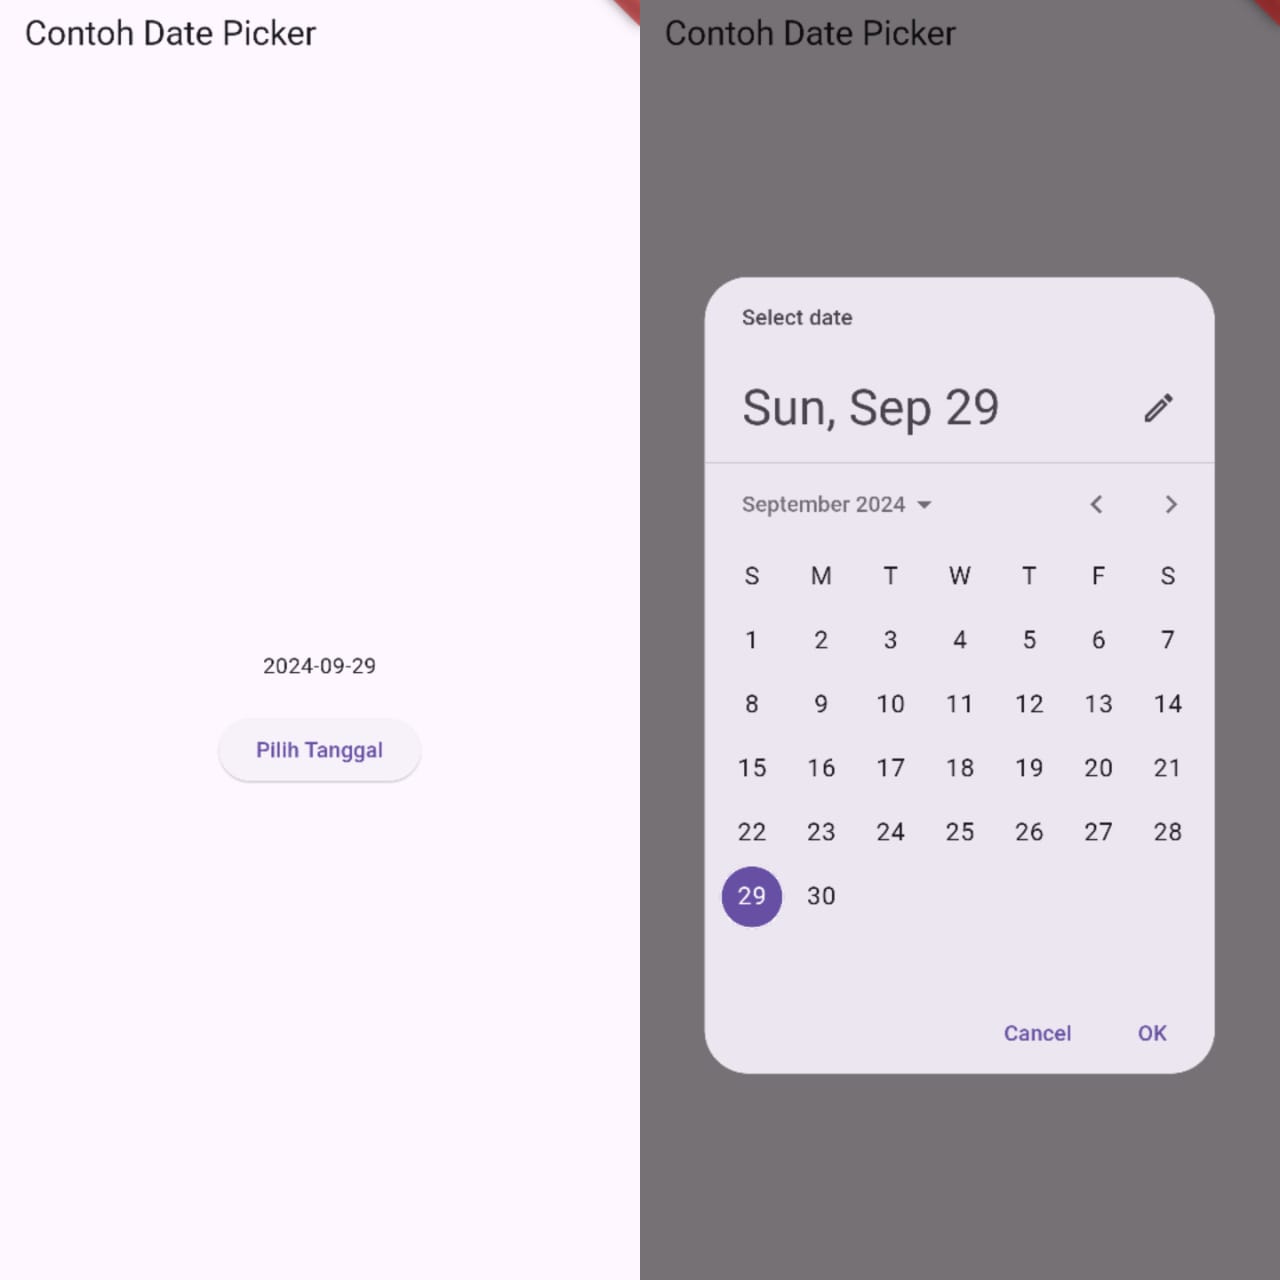 Contoh Date Picker
2024-09-29
Pilih Tanggal
Contoh Date Picker
Select date
Sun, Sep 29
September 2024
S M T W T F S
1 2 3 4 5 6 7
8 9 10 11 12 13 14
15 16 17 18 19 20 21
22 23 24 25 26 27 28
29 30
Cancel OK